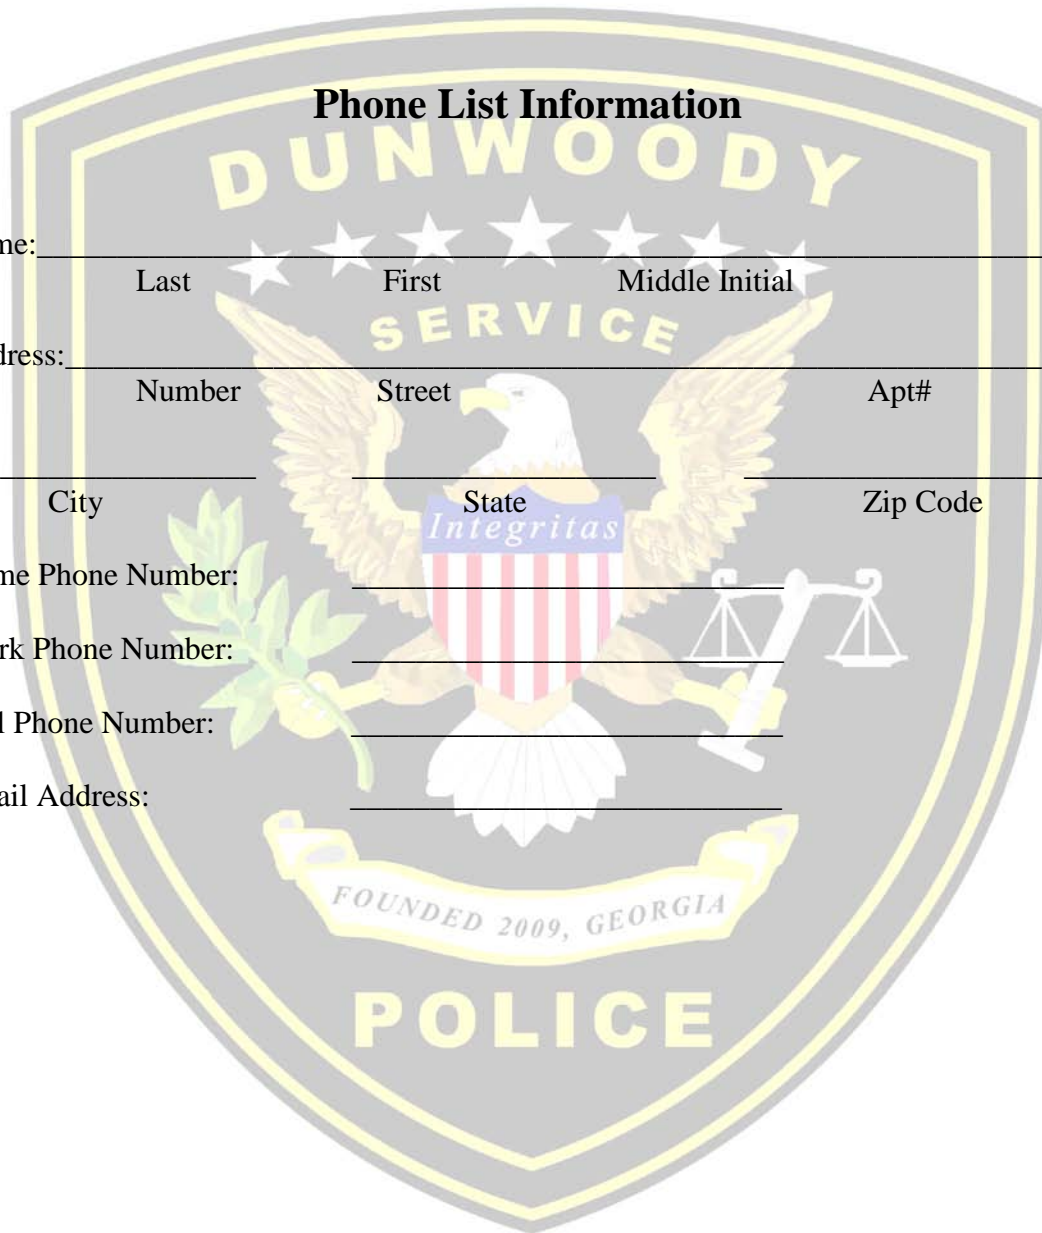 Phone List Information
DUNWOODY
me:
Last First Middle Initial
SERVICE
dress:
Number Street Apt#
City State Zip Code
Integritas
me Phone Number:
rk Phone Number:
l Phone Number:
ail Address:
FOUNDED 2009, GEORGIA
POLICE